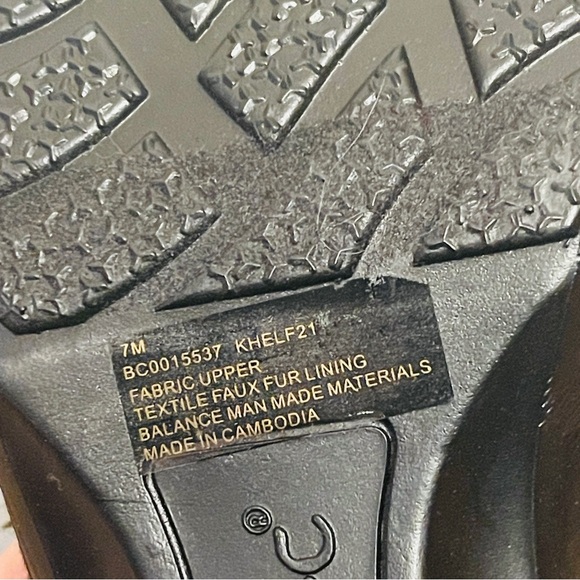 7M
BC0015537 KHELF21
FABRIC UPPER
TEXTILE FAUX FUR LINING
BALANCE MAN MADE MATERIALS
MADE IN CAMBODIA